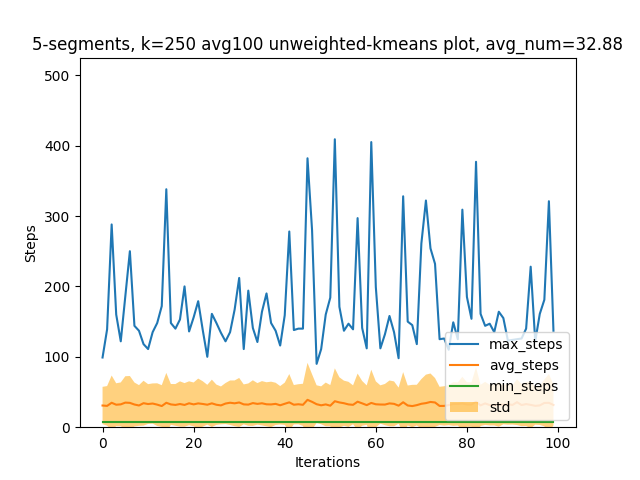 5-segments, k=250 avg100 unweighted-kmeans plot, avg_num=32.88
500
400
300
200
100
0
Steps
0
20
40
60
80
100
Iterations
max_steps
avg_steps
min_steps
std